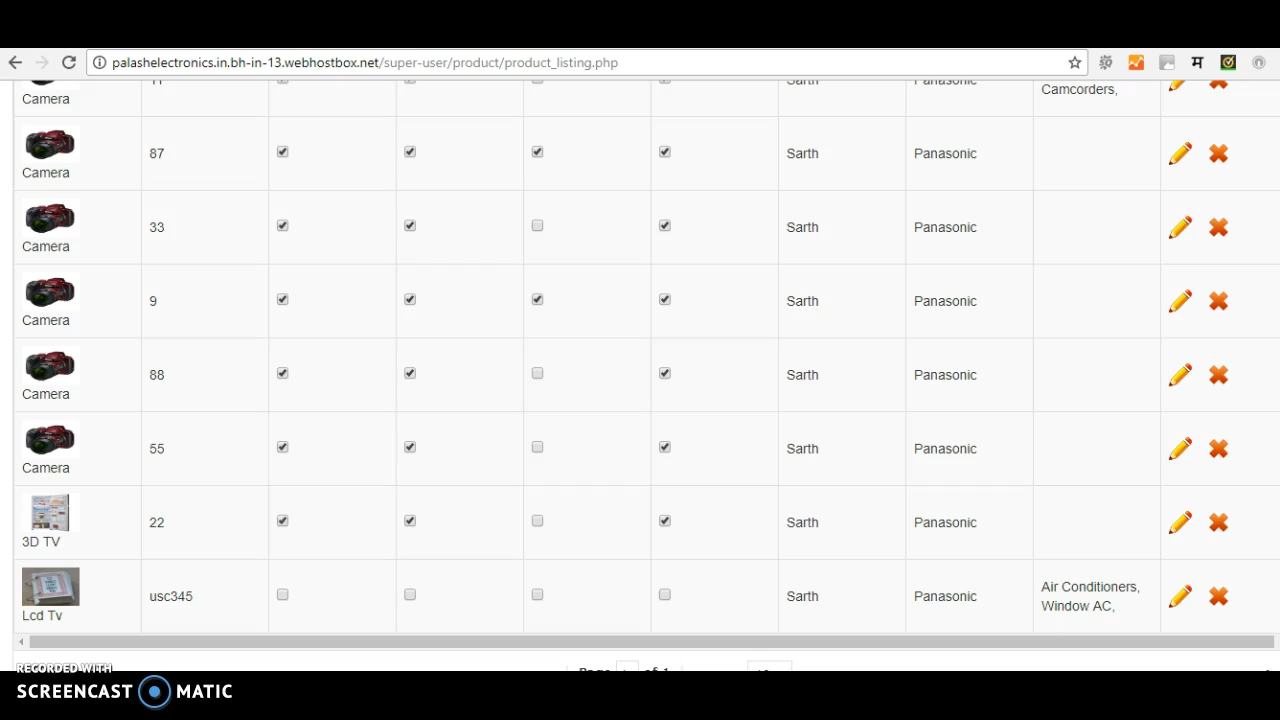 palashelectronics.in.bh-in-13.webhostbox.net/super-user/product/product_listing.php
म
Camera
Camcorders,
Camera 87 Sarth Panasonic
Camera 33 Sarth Panasonic
Camera 9 Sarth Panasonic
Camera 88 Sarth Panasonic
Camera 55 Sarth Panasonic
3D TV 22 Sarth Panasonic
Lcd Tv usc345 Sarth Panasonic Air Conditioners,
Window AC,
RECORDED WITH
SCREENCAST MATIC